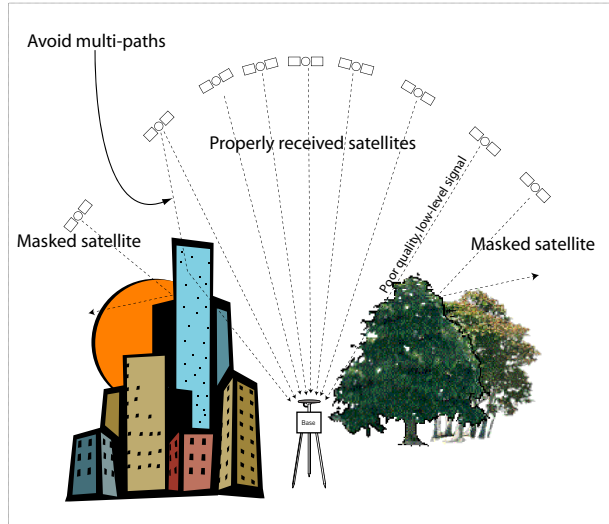 Avoid multi-paths
Properly received satellites
Poor quality, low-level signal
Masked satellite
Masked satellite
Base